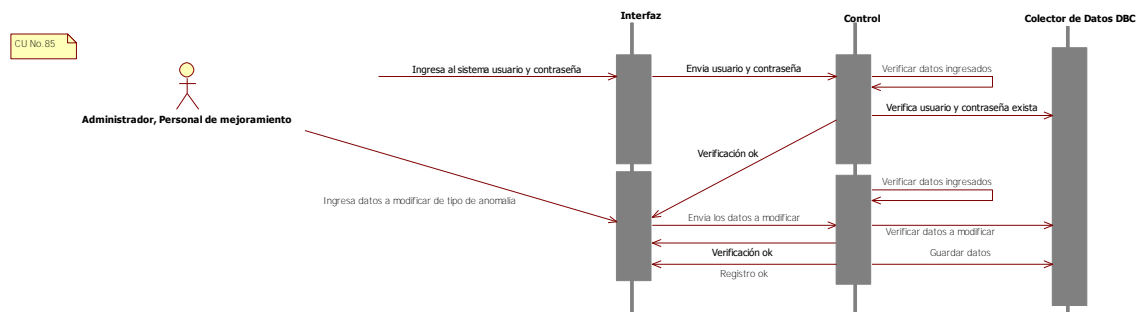 Interfaz
Control
Colector de Datos DBC
CU No.85
Ingresa al sistema usuario y contraseña
Envia usuario y contraseña
Verificar datos ingresados
Verifica usuario y contraseña exista
Administrador, Personal de mejoramiento
Verificación ok
Verificar datos ingresados
Ingresa datos a modificar de tipo de anomalia
Envia los datos a modificar
Verificar datos a modificar
Verificación ok
Guardar datos
Registro ok